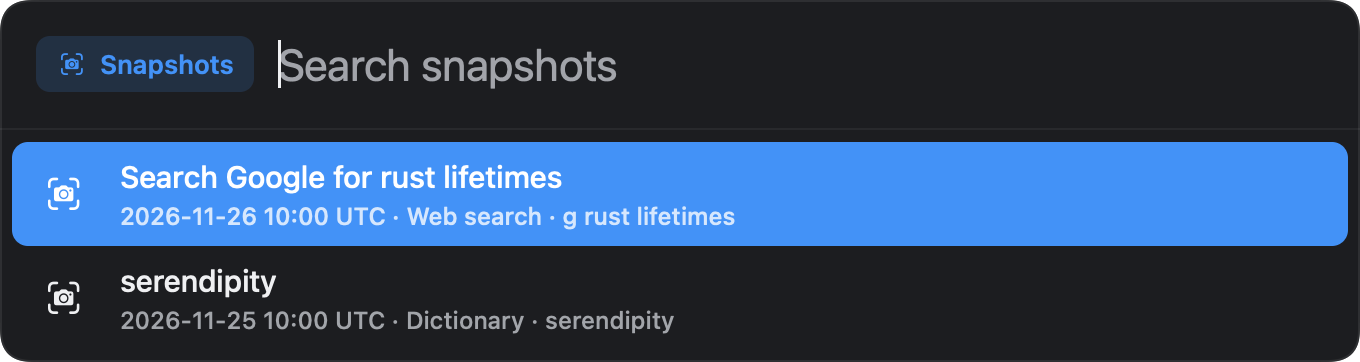 Snapshots
Search snapshots
Search Google for rust lifetimes
2026-11-26 10:00 UTC · Web search · g rust lifetimes
serendipity
2026-11-25 10:00 UTC · Dictionary · serendipity